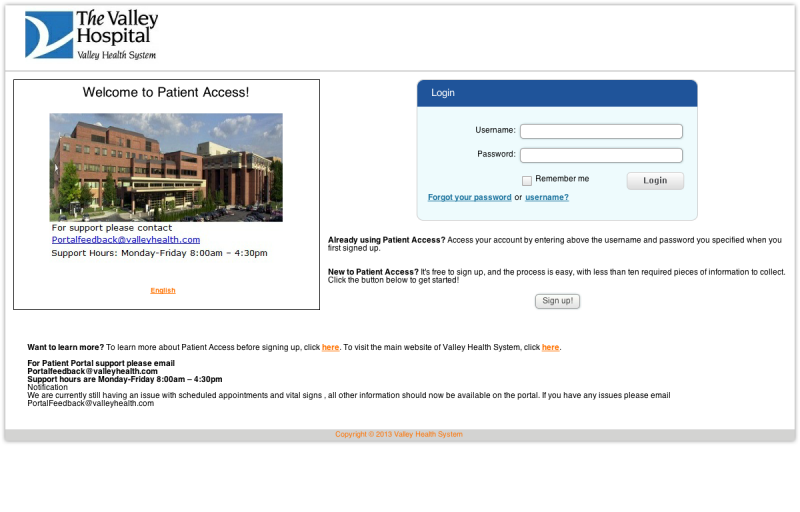 The Valley
Hospital
Valley Health System
Welcome to Patient Access!
For support please contact
Portalfeedback@valleyhealth.com
Support Hours: Monday-Friday 8:00am – 4:30pm
English
Login
Username:
Password:
Remember me
Login
Forgot your password or username?
Already using Patient Access? Access your account by entering above the username and password you specified when you
first signed up.
New to Patient Access? It's free to sign up, and the process is easy, with less than ten required pieces of information to collect.
Click the button below to get started!
Sign up!
Want to learn more? To learn more about Patient Access before signing up, click here. To visit the main website of Valley Health System, click here.
For Patient Portal support please email
Portalfeedback@valleyhealth.com
Support hours are Monday-Friday 8:00am – 4:30pm
Notification
We are currently still having an issue with scheduled appointments and vital signs , all other information should now be available on the portal. If you have any issues please email
PortalFeedback@valleyhealth.com
Copyright © 2013 Valley Health System